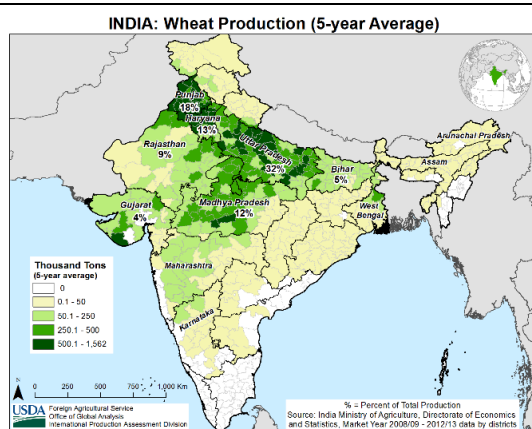 INDIA: Wheat Production (5-year Average)
Punjab
18%
Haryana
13%
Rajasthan
9%
Uttar Pradesh
32%
Arunachal Pradesh
Assam
Bihar
5%
Gujarat
4%
Madhya Pradesh
12%
West
Bengal
Maharashtra
Karnataka
Thousand Tons
(5-year average)
0
0.1 - 50
50.1 - 250
250.1 - 500
500.1 - 1,562
N
0 250 500 750 1,000 Km
USDA
Foreign Agricultural Service
Office of Global Analysis
International Production Assessment Division
% = Percent of Total Production
Source: India Ministry of Agriculture, Directorate of Economics
and Statistics, Market Year 2008/09 - 2012/13 data by districts